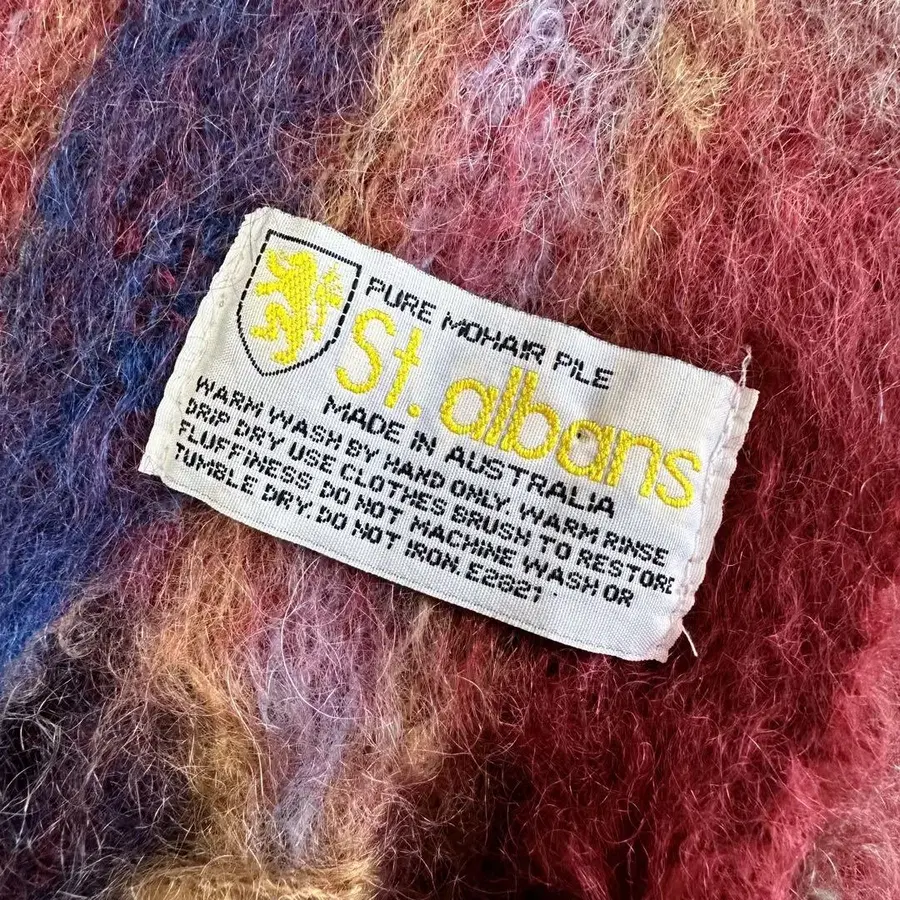 PURE MOHAIR PILE
St. albans
MADE IN AUSTRALIA
WARM WASH BY HAND ONLY, WARM RINSE
DRIP DRY USE CLOTHES BRUSH TO RESTORE
FLUFFINESS. DO NOT MACHINE WASH OR
TUMBLE DRY. DO NOT IRON E2821